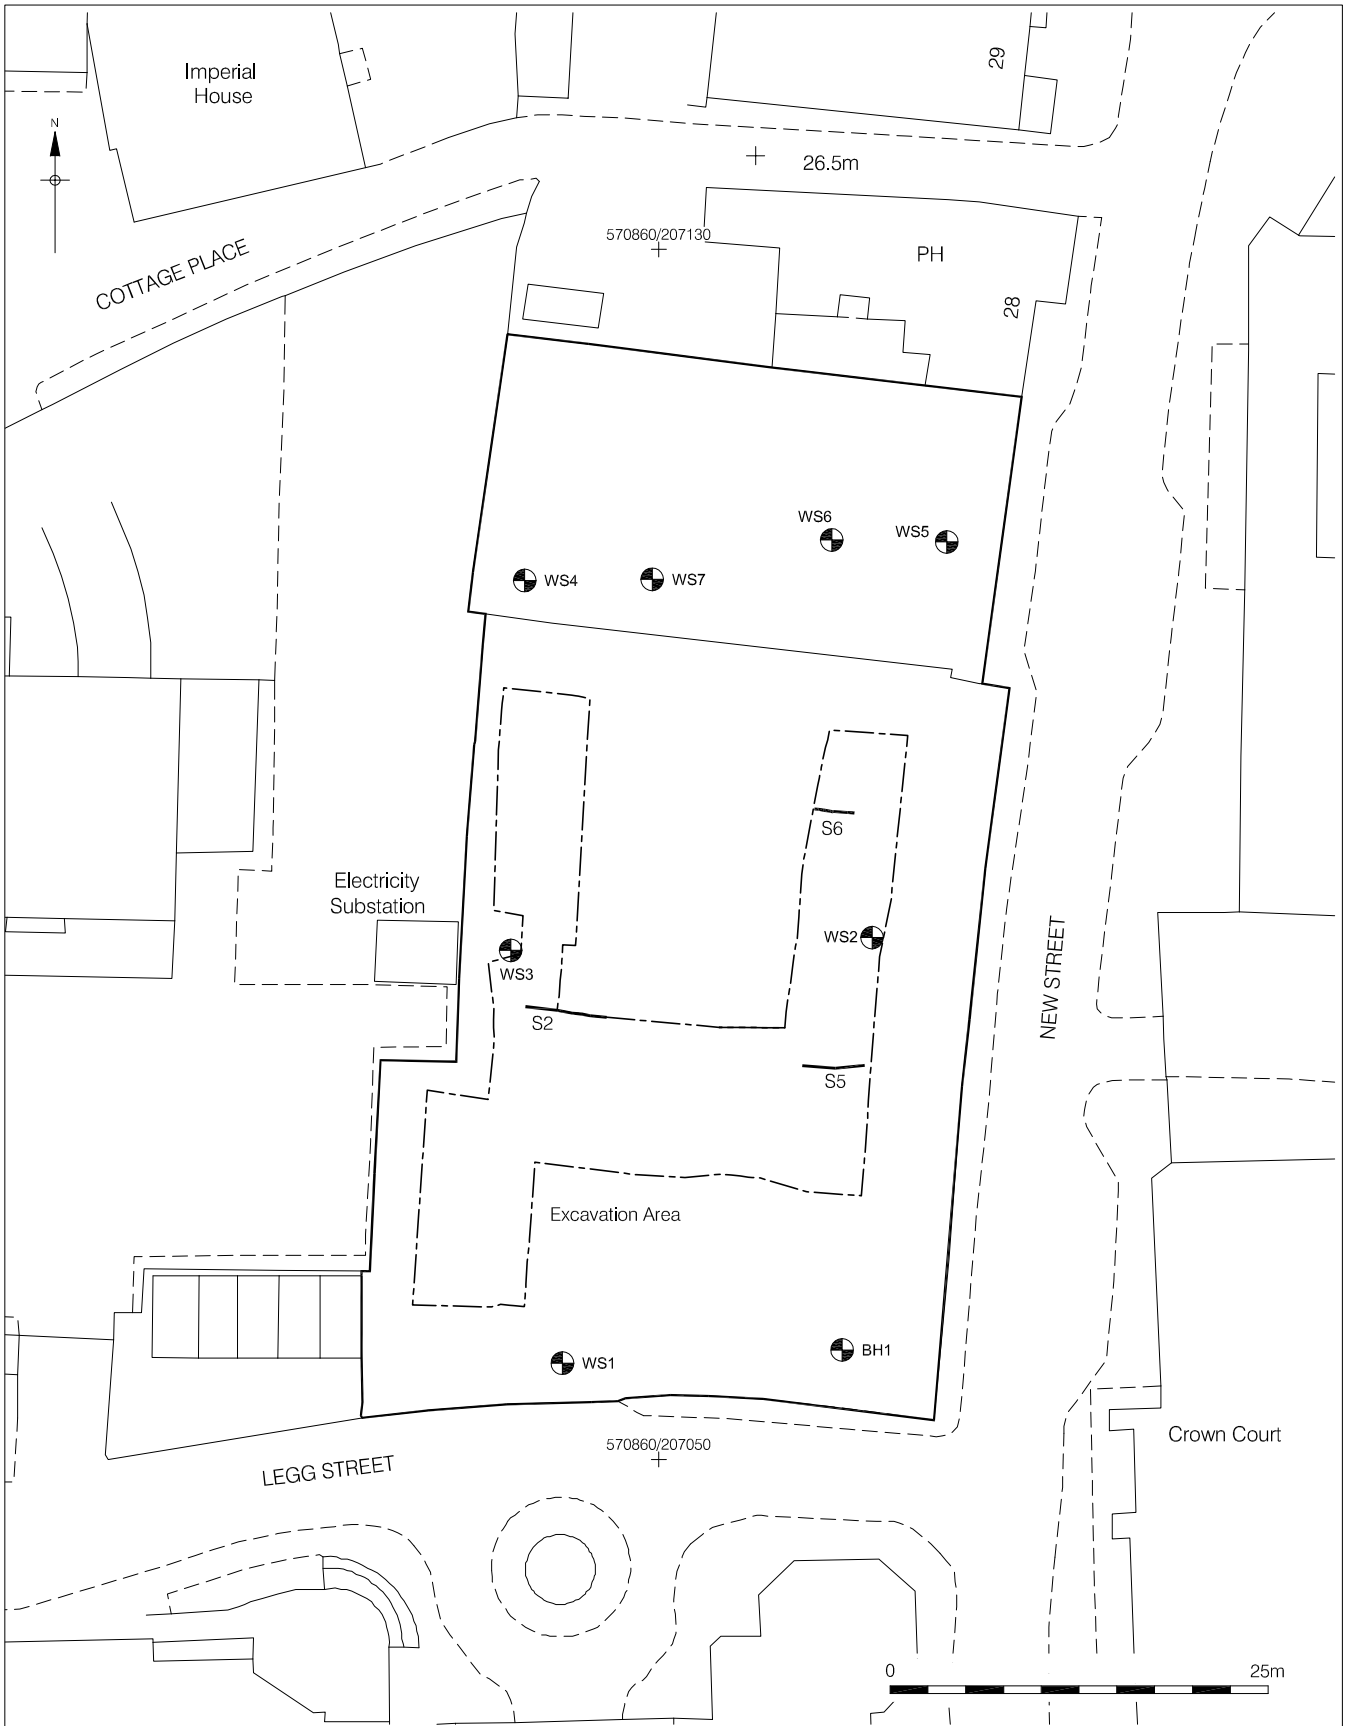 Imperial
House
29
N
26.5m
570860/207130
COTTAGE PLACE
PH
28
WS6
WS5
WS4
WS7
S6
Electricity
Substation
WS2
WS3
NEW STREET
S2
S5
Excavation Area
BH1
WS1
Crown Court
570860/207050
LEGG STREET
0
25m